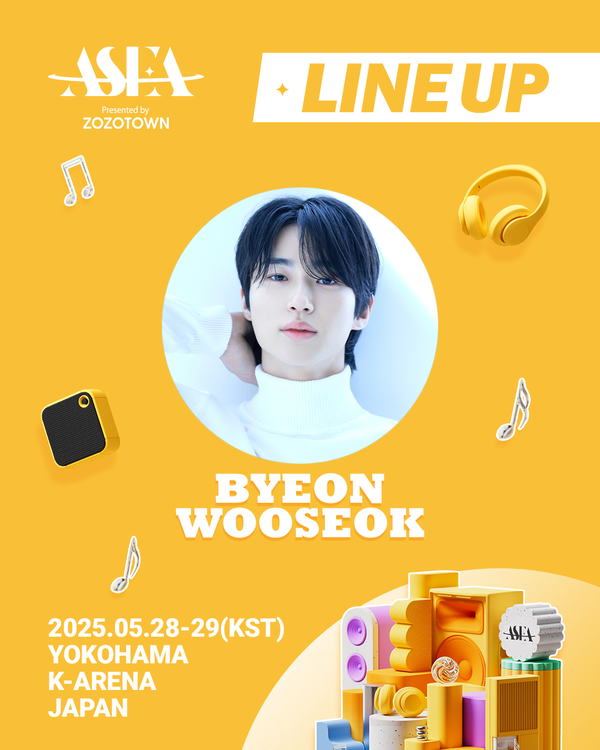 ASEA
Presented by
ZOZOTOWN
LINE UP
BYEON
WOOSEOK
2025.05.28-29(KST)
YOKOHAMA
K-ARENA
JAPAN
ASEA